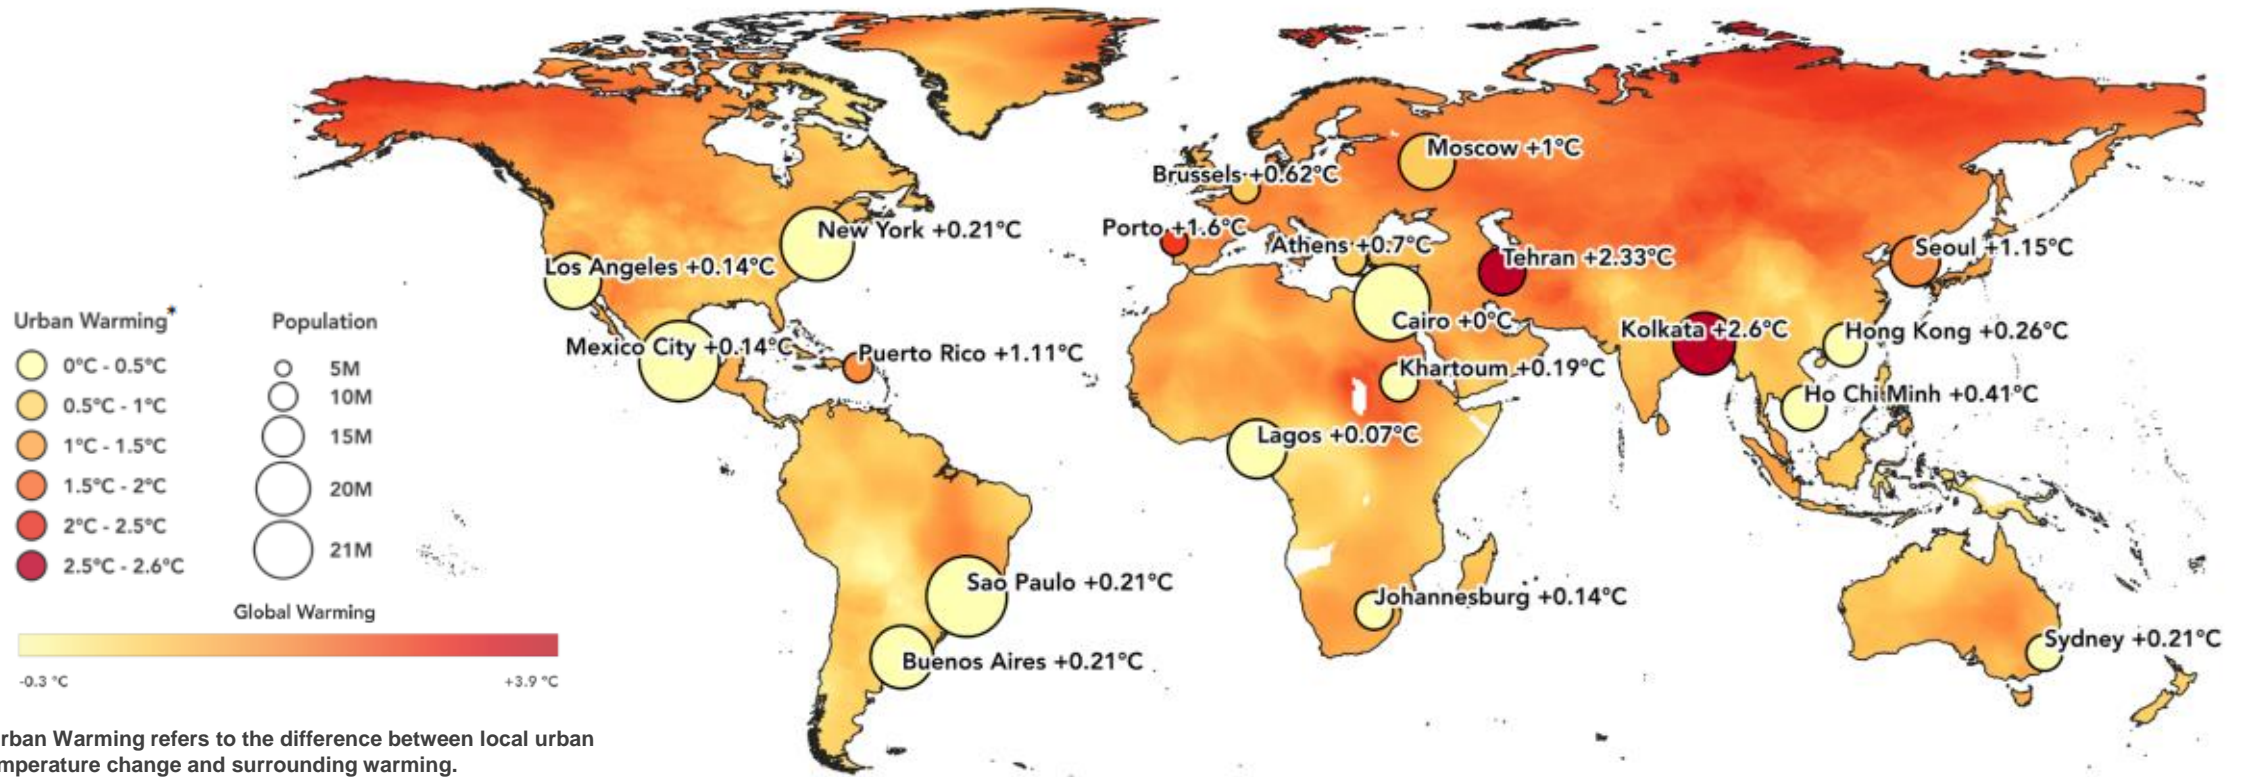 Moscow +1°C
Brussels +0.62°C
New York +0.21°C
Porto +1.6°C
Athens +0.7°C
Seoul +1.15°C
Los Angeles +0.14°C
Tehran +2.33°C
Urban Warming*
Population
Cairo +0°C
Kolkata +2.6°C
Hong Kong +0.26°C
Mexico City +0.14°C
Puerto Rico +1.11°C
0°C - 0.5°C
5M
Khartoum +0.19°C
0.5°C - 1°C
10M
Ho Chi Minh +0.41°C
1°C - 1.5°C
15M
Lagos +0.07°C
1.5°C - 2°C
20M
2°C - 2.5°C
21M
2.5°C - 2.6°C
Sao Paulo +0.21°C
Johannesburg +0.14°C
Global Warming
Sydney +0.21°C
Buenos Aires +0.21°C
-0.3 °C
+3.9 °C
rban Warming refers to the difference between local urban
mperature change and surrounding warming.